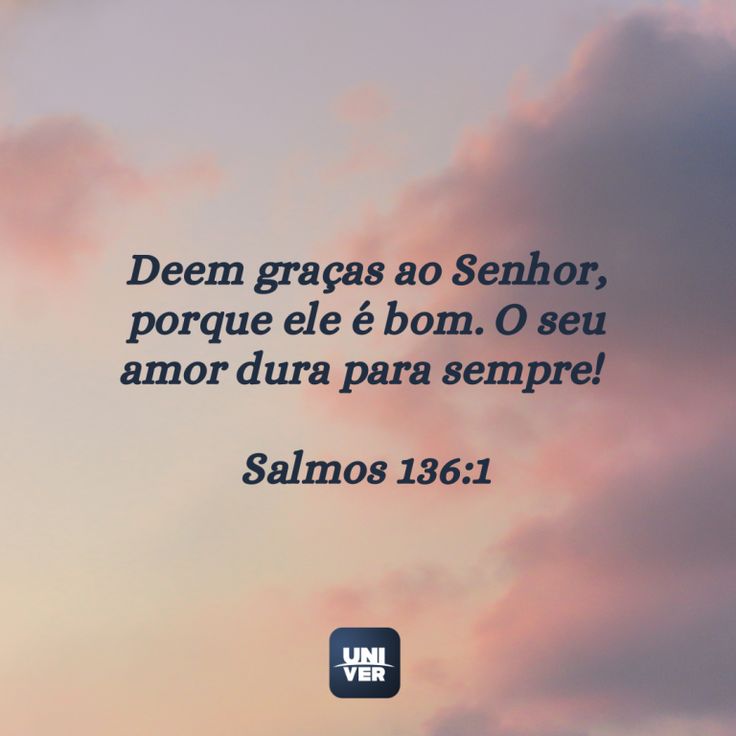 Deem graças ao Senhor,
porque ele é bom. O seu
amor dura para sempre!
Salmos 136:1
UNI
VER